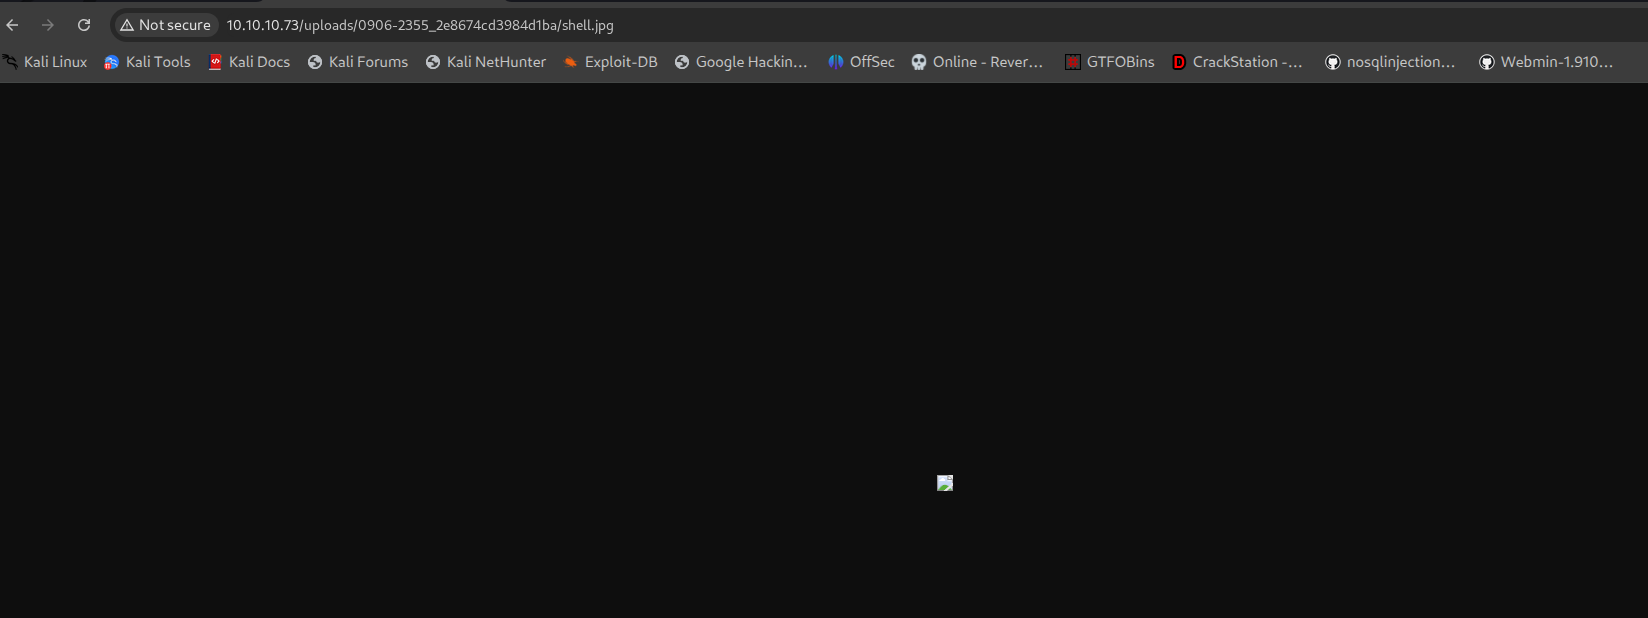 Not secure 10.10.10.73/uploads/0906-2355_2e8674cd3984d1ba/shell.jpg
Kali Linux Kali Tools Kali Docs Kali Forums Kali NetHunter Exploit-DB Google Hackin... OffSec Online - Rever... GTFOBins CrackStation -... nosqlinjection... Webmin-1.910...